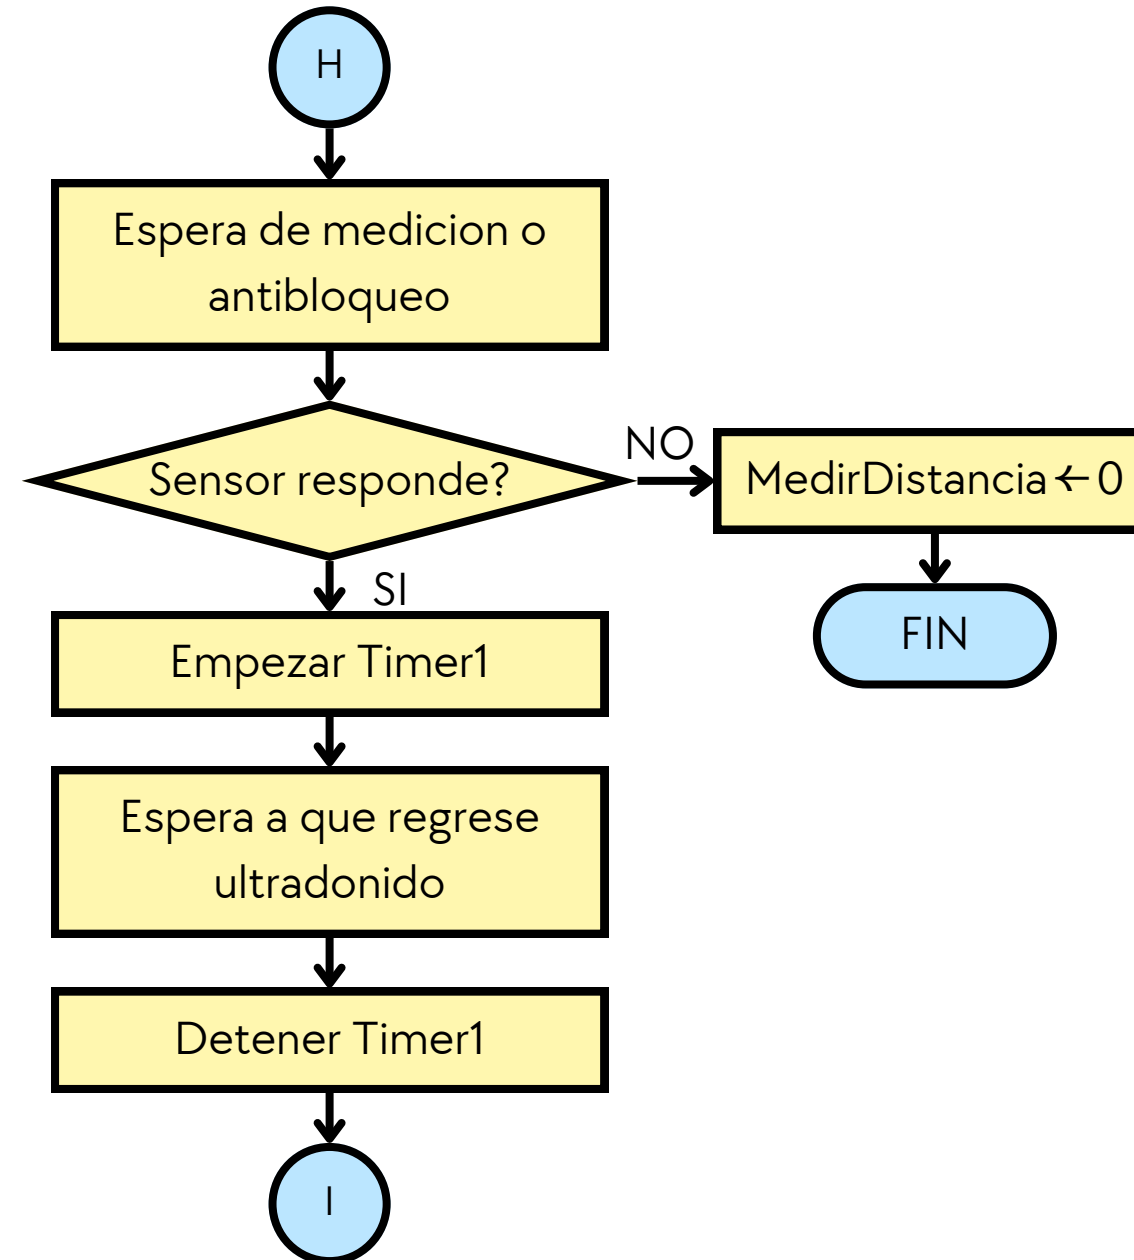 H
Espera de medicion o
antibloqueo
Sensor responde?
NO
MedirDistancia ← 0
SI
FIN
Empezar Timer1
Espera a que regrese
ultradonido
Detener Timer1
I